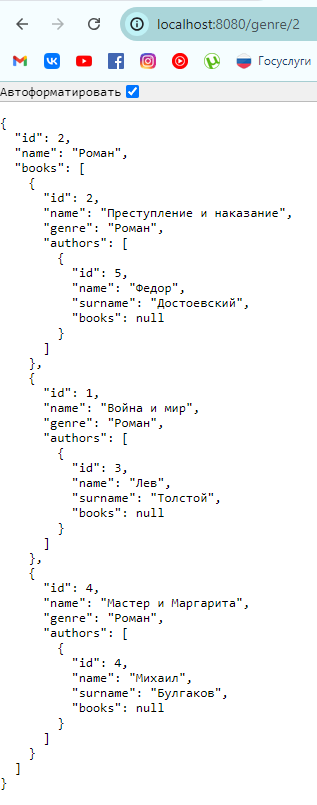 localhost:8080/genre/2
Госуслуги
Автоформатировать
{
  "id": 2,
  "name": "Роман",
  "books": [
    {
      "id": 2,
      "name": "Преступление и наказание",
      "genre": "Роман",
      "authors": [
        {
          "id": 5,
          "name": "Федор",
          "surname": "Достоевский",
          "books": null
        }
      ]
    },
    {
      "id": 1,
      "name": "Война и мир",
      "genre": "Роман",
      "authors": [
        {
          "id": 3,
          "name": "Лев",
          "surname": "Толстой",
          "books": null
        }
      ]
    },
    {
      "id": 4,
      "name": "Мастер и Маргарита",
      "genre": "Роман",
      "authors": [
        {
          "id": 4,
          "name": "Михаил",
          "surname": "Булгаков",
          "books": null
        }
      ]
    }
  ]
}